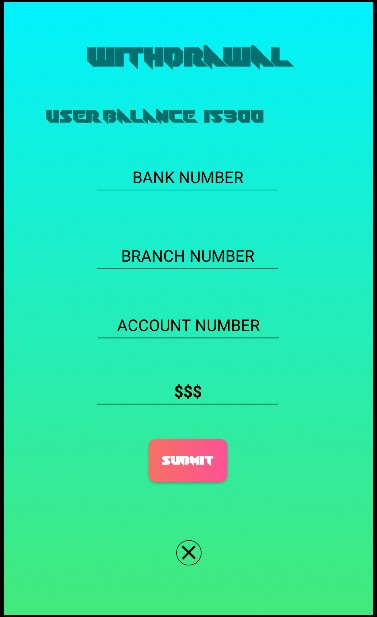 WITHDRAWAL
USER BALANCE IS300
BANK NUMBER
BRANCH NUMBER
ACCOUNT NUMBER
$$$
SUBMIT